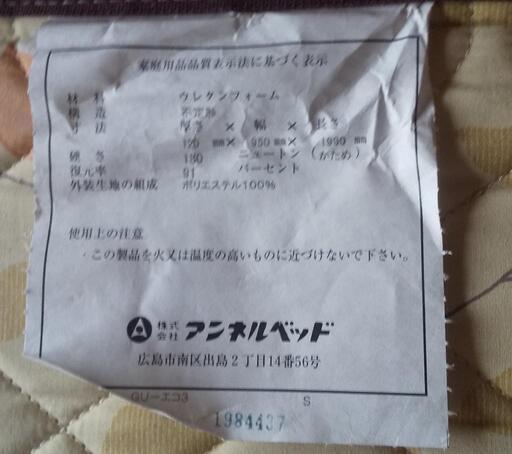 家庭用品品質表示法に基づく表示
材料 ウレタンフォーム
構造 不定形
寸法 厚さ × 幅 × 長さ
120 mm× 950 mm× 1990 mm
硬さ 130 ニュートン (かため)
復元率 91 パーセント
外装生地の組成 ポリエステル100%
使用上の注意
・この製品を火又は温度の高いものに近づけないで下さい。
株式会社 アンネルベッド
広島市南区出島2丁目14番56号
GU-エコ3 S
1984437